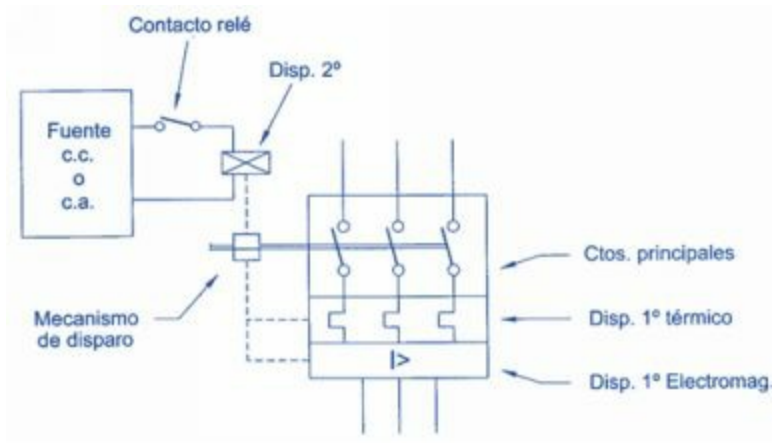 Contacto relé
Disp. 2º
Fuente
c.c.
o
c.a.
Ctos. principales
Mecanismo
de disparo
Disp. 1º térmico
I>
Disp. 1º Electromag.